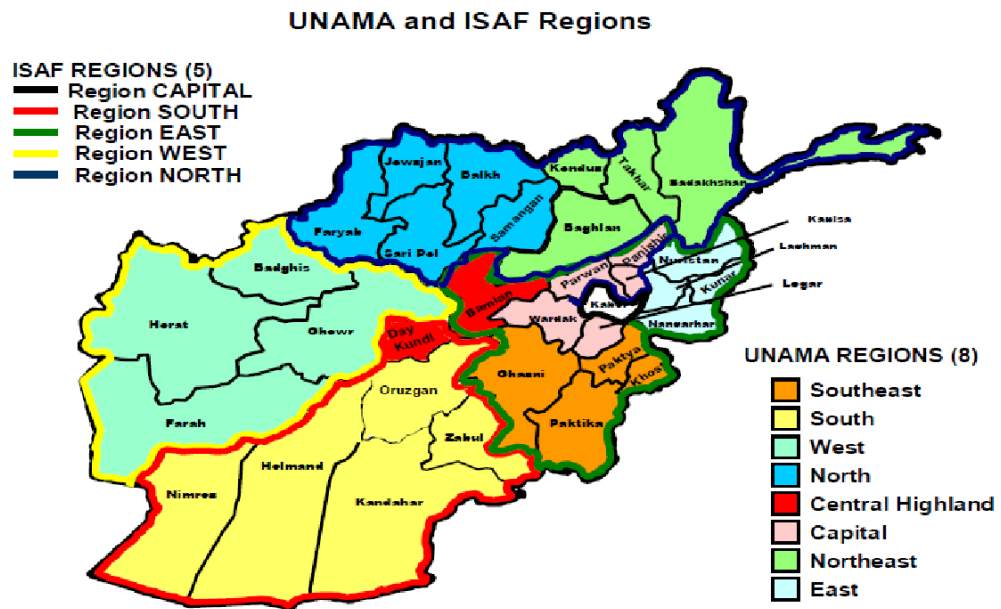 UNAMA and ISAF Regions
ISAF REGIONS (5)
Region CAPITAL
Region SOUTH
Region EAST
Region WEST
Region NORTH
Jowajan
Balkh
Konduz
Takhar
Badakhshan
Samangan
Faryab
Sari Pol
Baghlan
Kapisa
Laghman
Logar
Panjshir
Parwan
Nuristan
Kunar
Badghis
Bamian
Kabul
Wardak
Nangarhar
Herat
Ghowr
Day
Kundi
Ghazni
Paktya
Khost
Oruzgan
Paktika
Farah
Zabul
Helmand
Nimroz
Kandahar
UNAMA REGIONS (8)
Southeast
South
West
North
Central Highland
Capital
Northeast
East